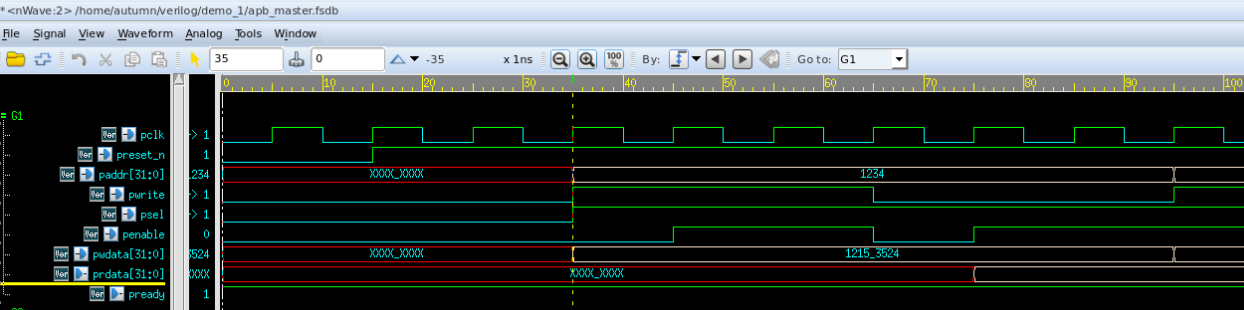 * <nWave:2> /home/autumn/verilog/demo_1/apb_master.fsdb
File Signal View Waveform Analog Tools Window
35 0 -35 x 1ns 100 % By: Go to: G1
0 10 20 30 40 50 60 70 80 90 100
G1
Ver pclk -> 1
Ver preset_n 1
Ver paddr[31:0] 1234 XXXX_XXXX 1234
Ver pwrite -> 1
Ver psel -> 1
Ver penable 0
Ver pwdata[31:0] 3524 XXXX_XXXX 1215_3524
Ver prdata[31:0] XXXX XXXX_XXXX
Ver pready 1